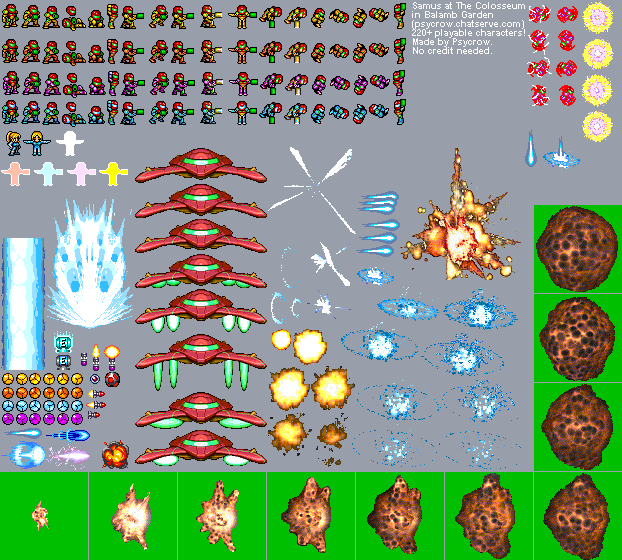 Samus at The Colosseum
in Balamb Garden
(psycrow.chatserve.com)
220+ playable characters!
Made by Psycrow.
No credit needed.